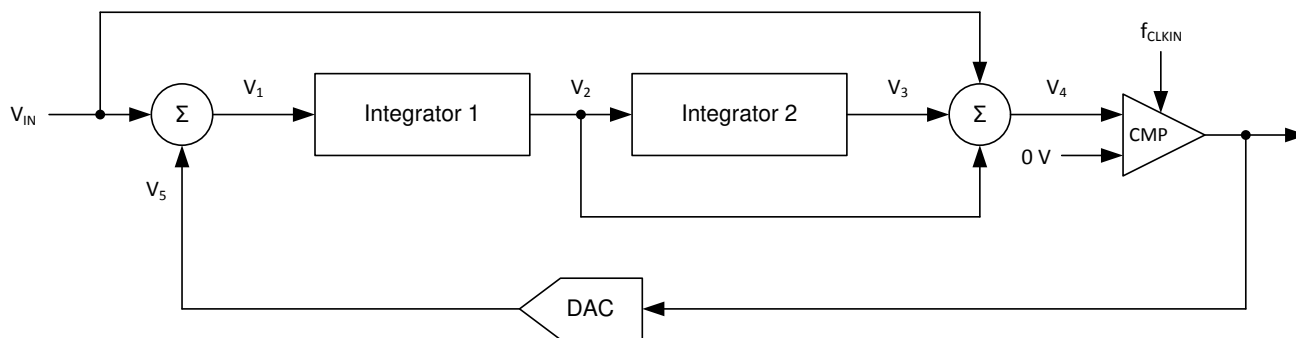 f_CLKIN
V_IN
Σ
V_1
Integrator 1
V_2
Integrator 2
V_3
Σ
V_4
CMP
0 V
V_5
DAC